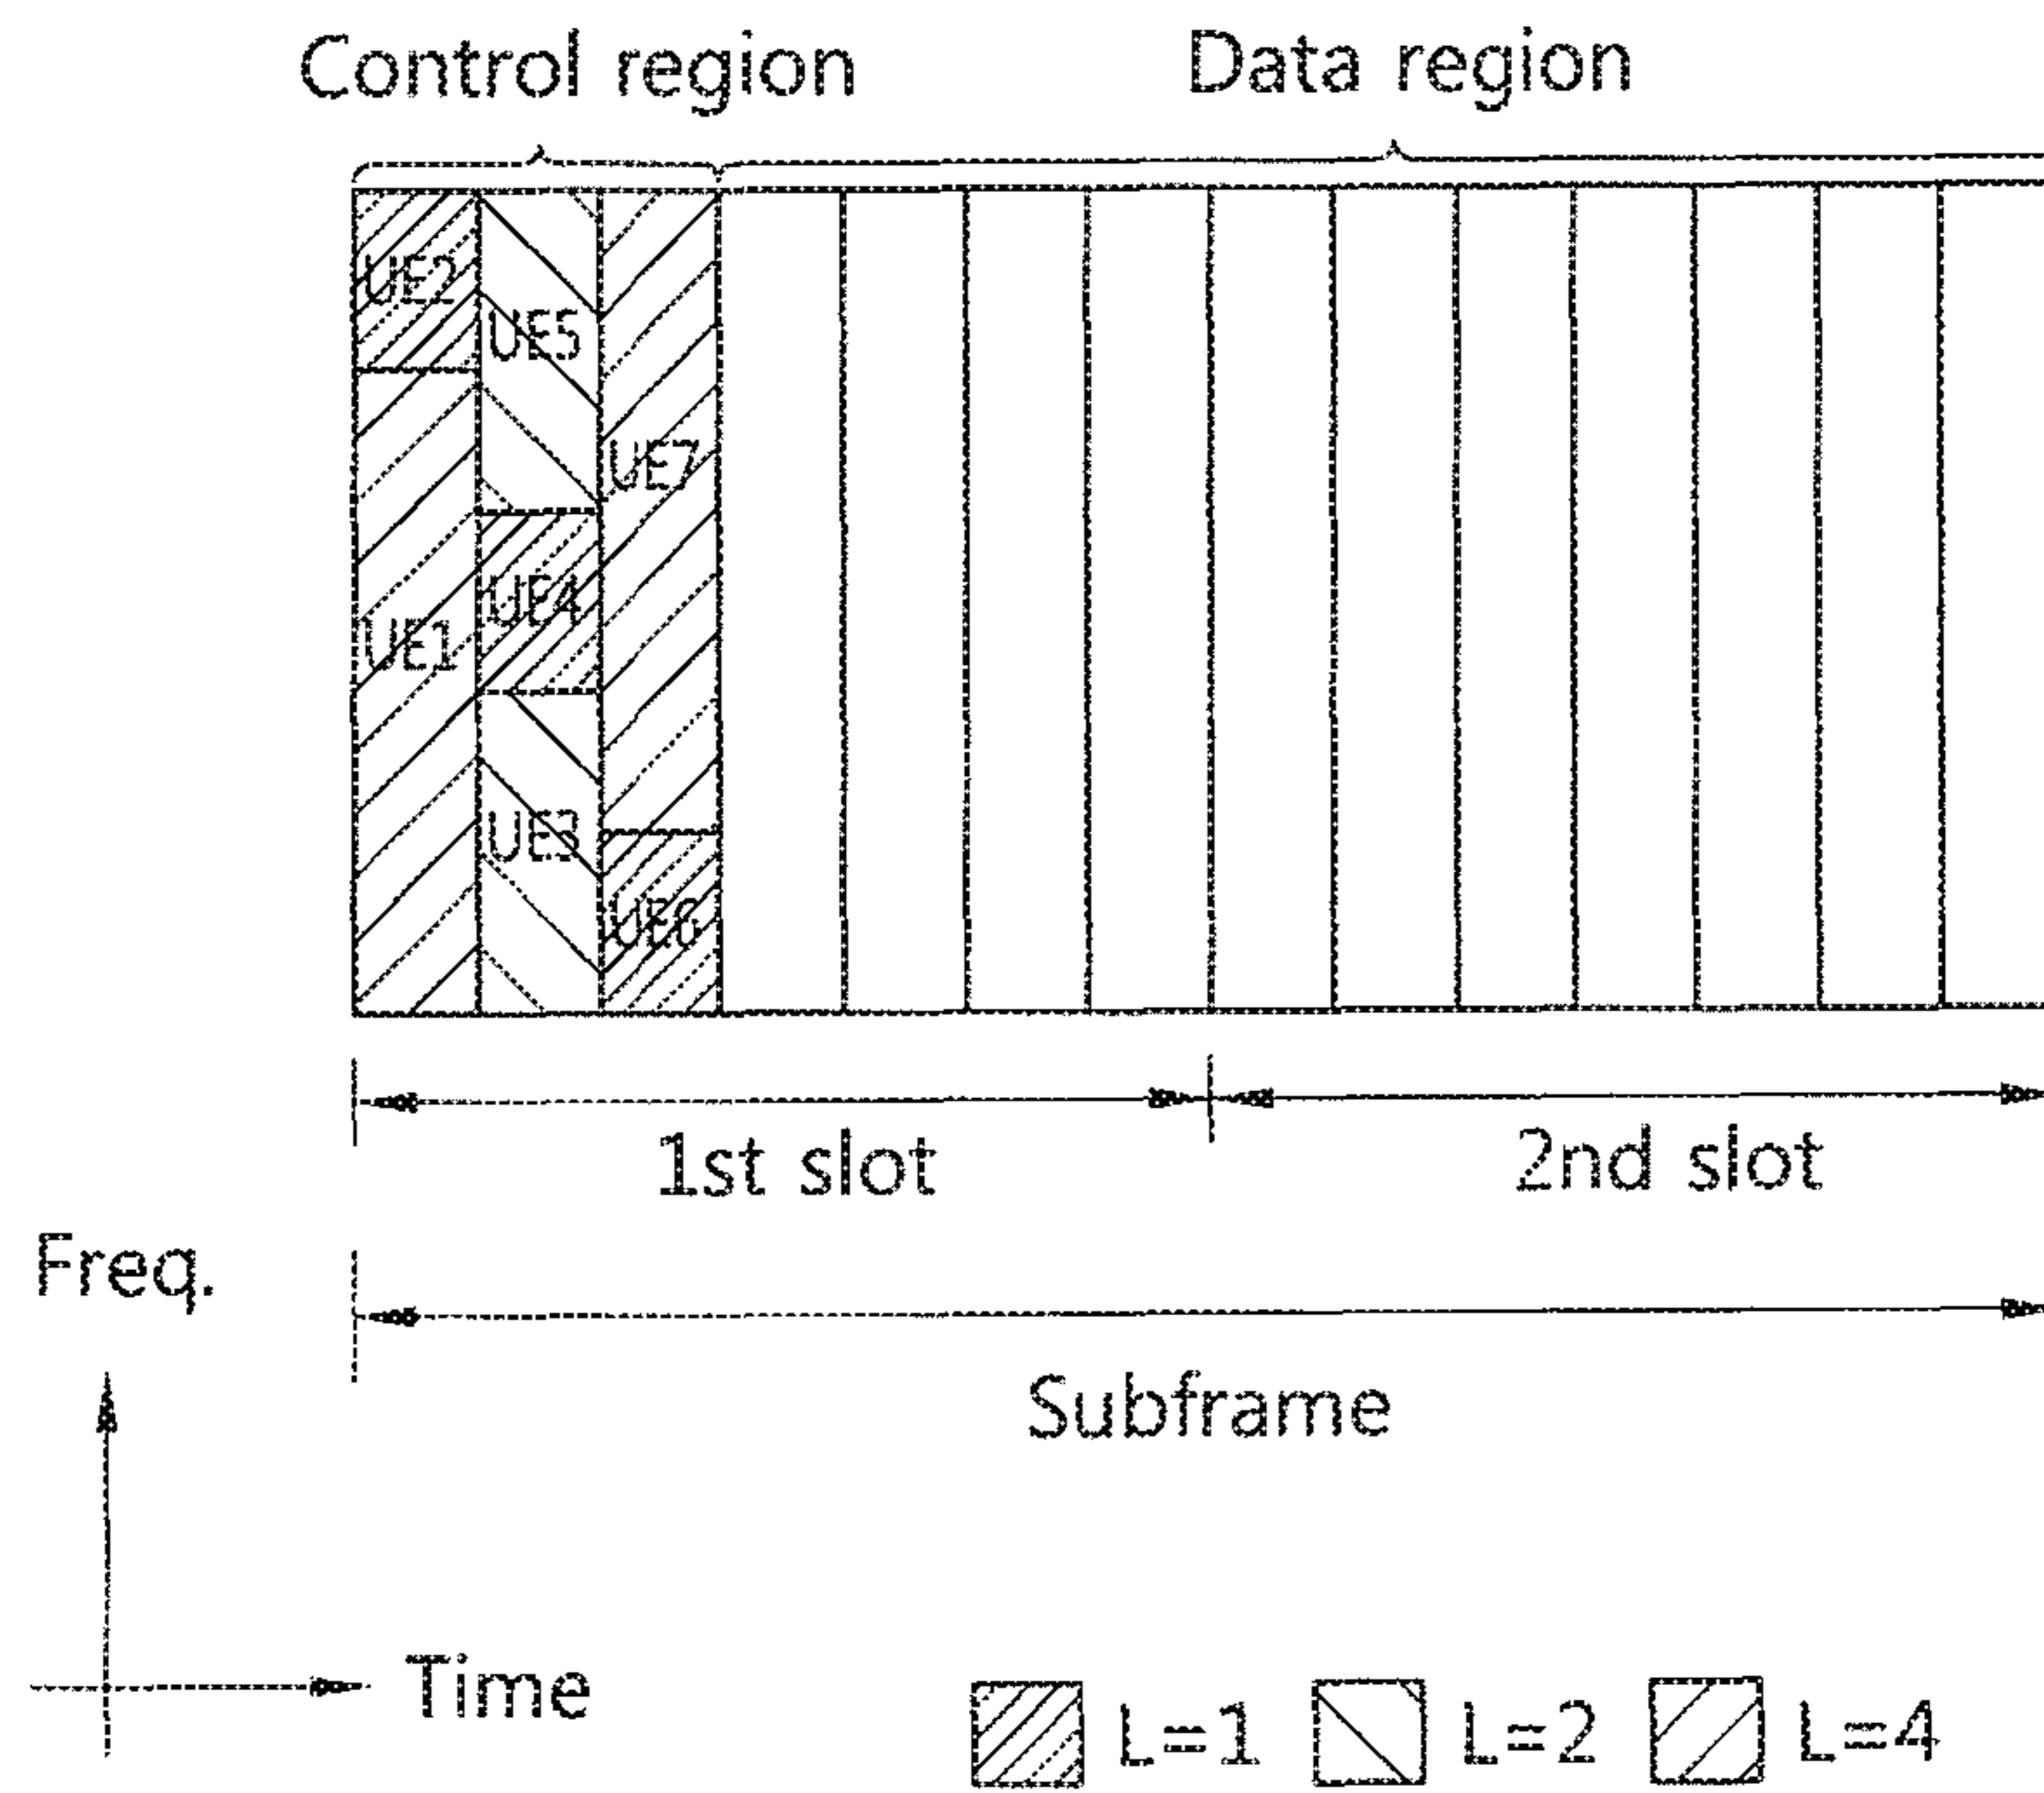 Control region
Data region
UE2
UE5
UE7
UE4
UE1
UE3
UE6
1st slot
2nd slot
Freq.
Subframe
Time
L=1
L=2
L=4